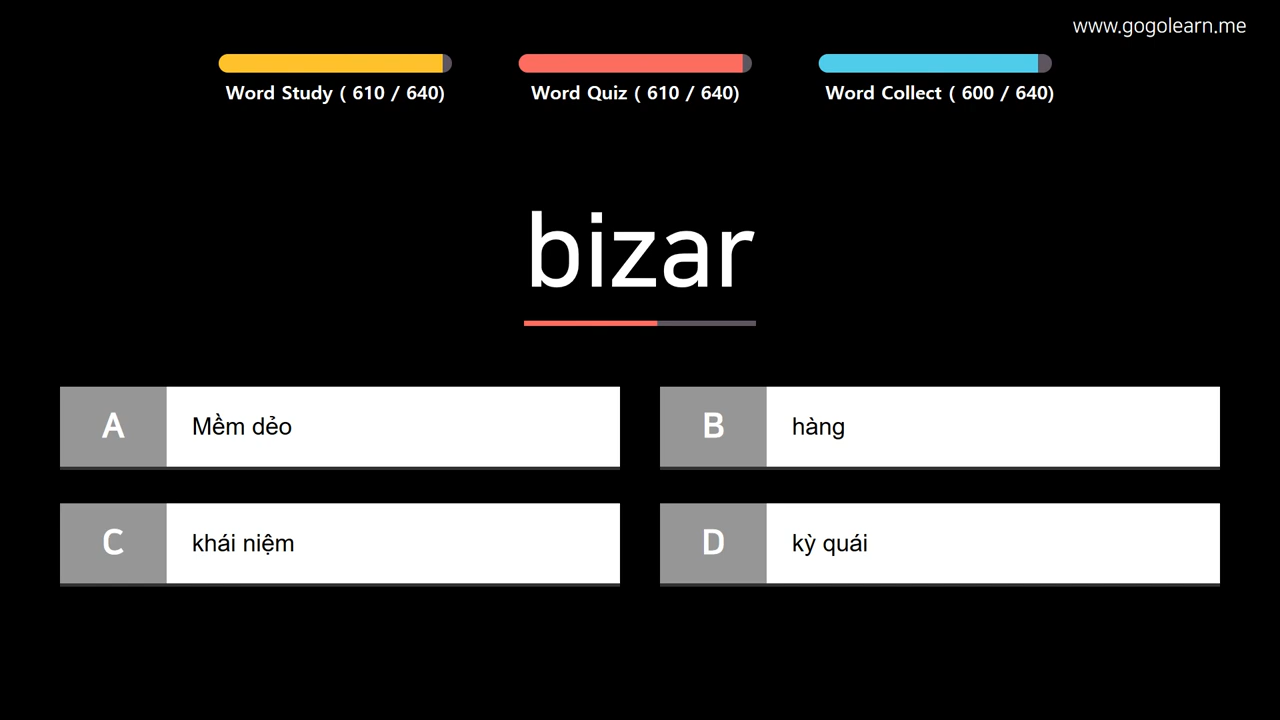 www.gogolearn.me
Word Study ( 610 / 640)
Word Quiz ( 610 / 640)
Word Collect ( 600 / 640)
bizar
A
Mềm dẻo
B
hàng
C
khái niệm
D
kỳ quái